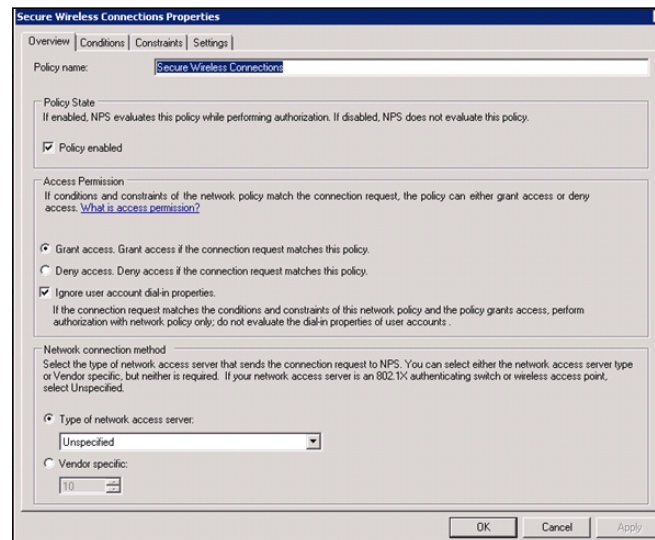 Secure Wireless Connections Properties
Overview Conditions Constraints Settings
Policy name: Secure Wireless Connections
Policy State
If enabled, NPS evaluates this policy while performing authorization. If disabled, NPS does not evaluate this policy.
Policy enabled
Access Permission
If conditions and constraints of the network policy match the connection request, the policy can either grant access or deny
access. What is access permission?
Grant access. Grant access if the connection request matches this policy.
Deny access. Deny access if the connection request matches this policy.
Ignore user account dial-in properties.
If the connection request matches the conditions and constraints of this network policy and the policy grants access, perform
authorization with network policy only; do not evaluate the dial-in properties of user accounts .
Network connection method
Select the type of network access server that sends the connection request to NPS. You can select either the network access server type
or Vendor specific, but neither is required. If your network access server is an 802.1X authenticating switch or wireless access point,
select Unspecified.
Type of network access server:
Unspecified
Vendor specific:
10
OK Cancel Apply